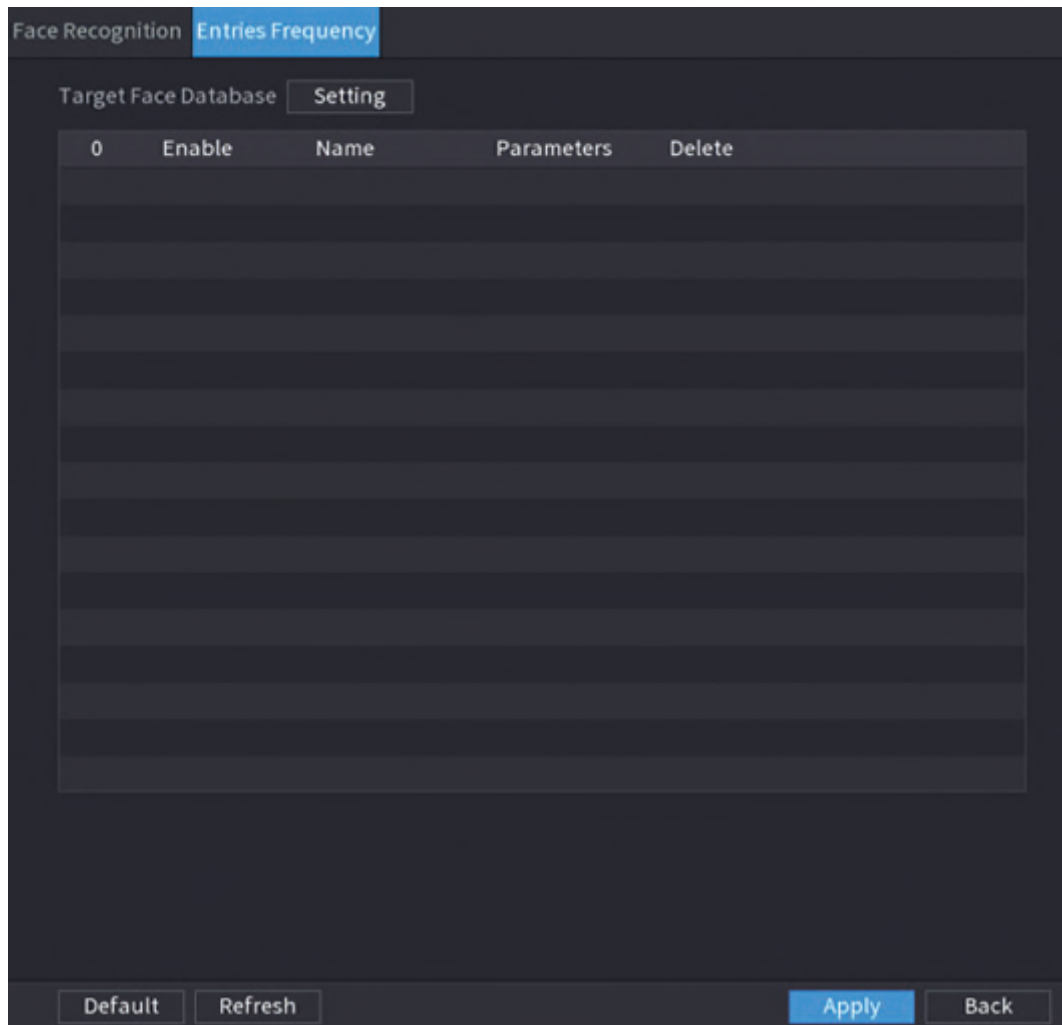 Face Recognition Entries Frequency
Target Face Database Setting
0 Enable Name Parameters Delete
Default Refresh Apply Back